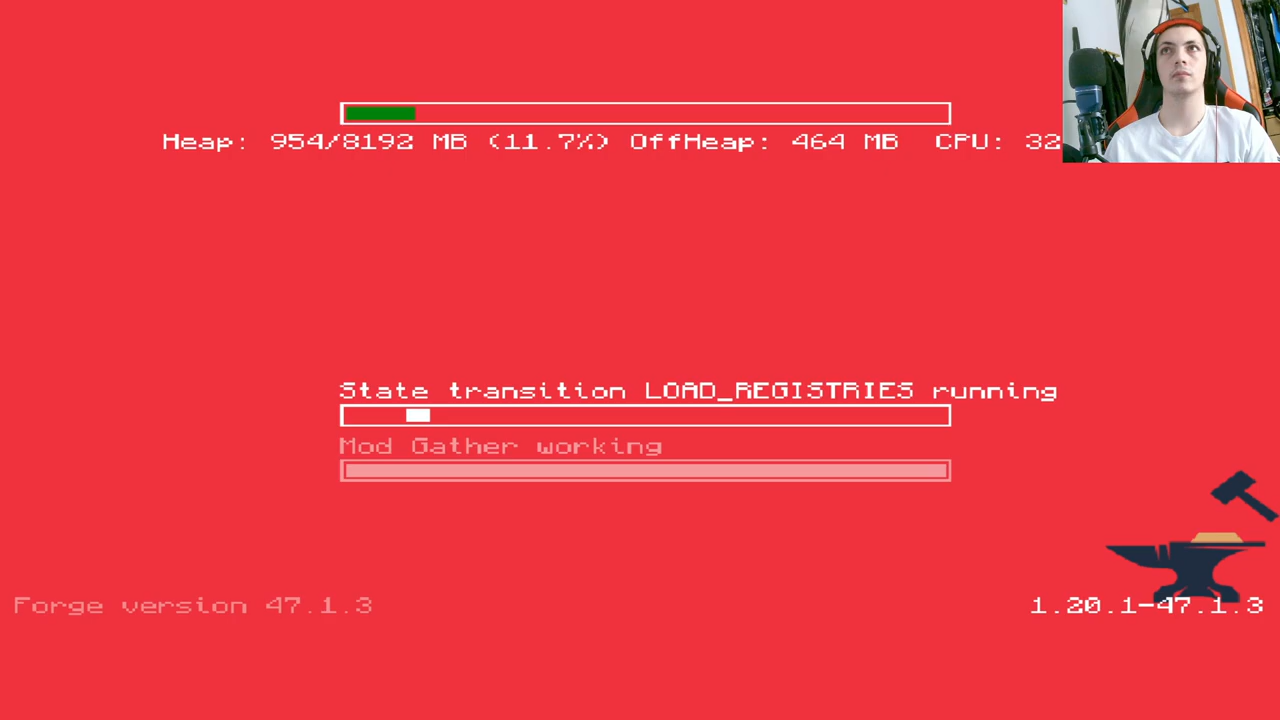 Heap: 954/8192 MB (11.7%) OffHeap: 464 MB CPU: 32
State transition LOAD_REGISTRIES running
Mod Gather working
Forge version 47.1.3
1.20.1-47.1.3